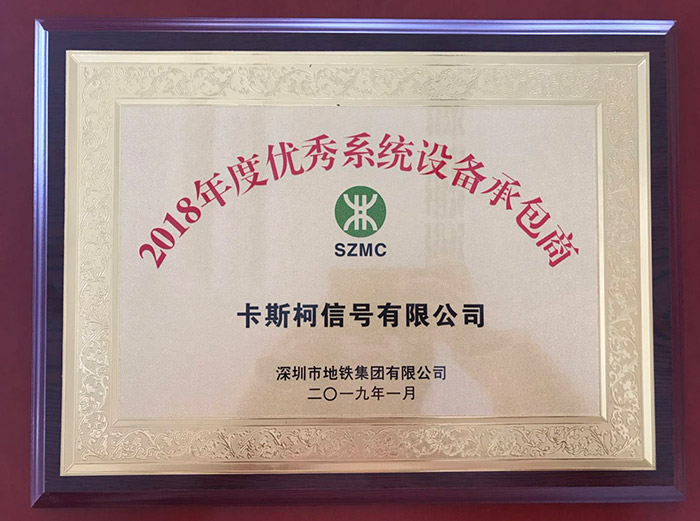 2018年度优秀系统设备承包商
SZMC
卡斯柯信号有限公司
深圳市地铁集团有限公司
二〇一九年一月